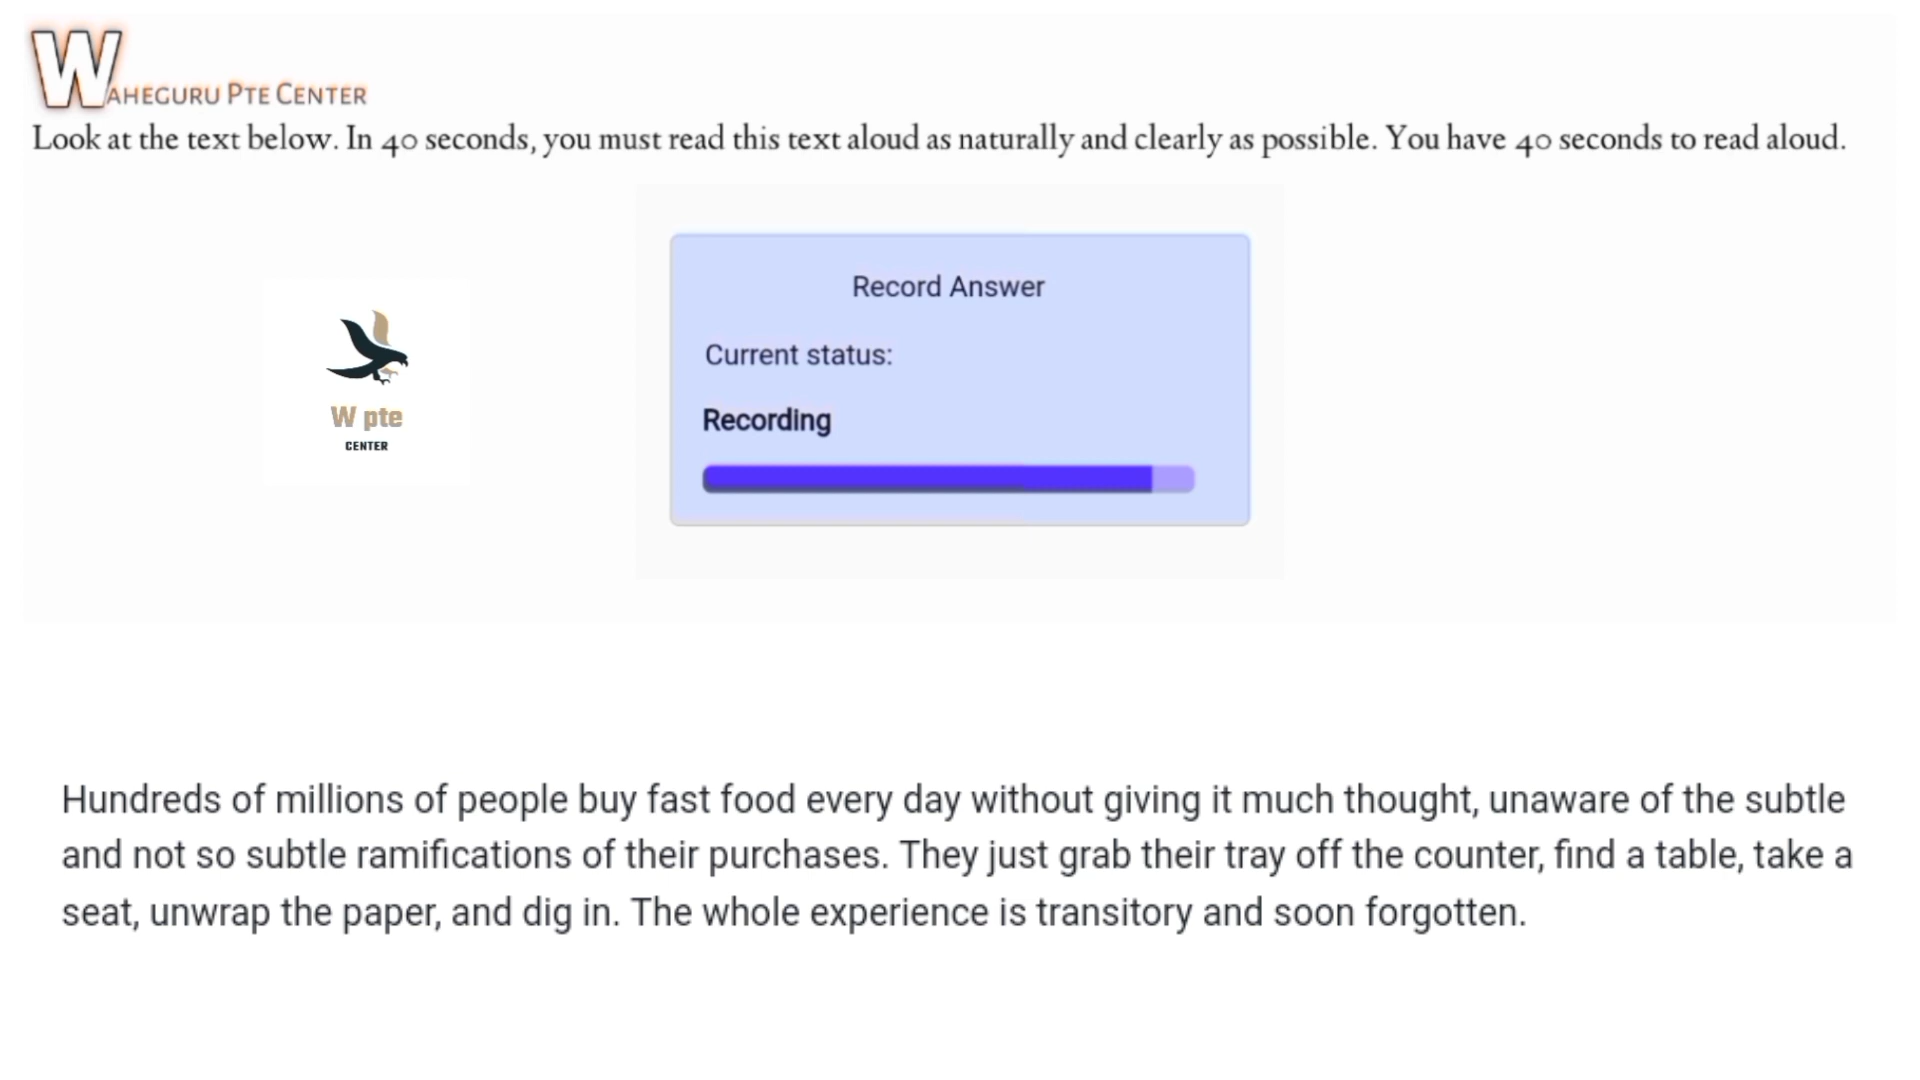 WAHEGURU PTE CENTER
Look at the text below. In 40 seconds, you must read this text aloud as naturally and clearly as possible. You have 40 seconds to read aloud.
Record Answer
Current status:
Recording
W pte
CENTER
Hundreds of millions of people buy fast food every day without giving it much thought, unaware of the subtle
and not so subtle ramifications of their purchases. They just grab their tray off the counter, find a table, take a
seat, unwrap the paper, and dig in. The whole experience is transitory and soon forgotten.